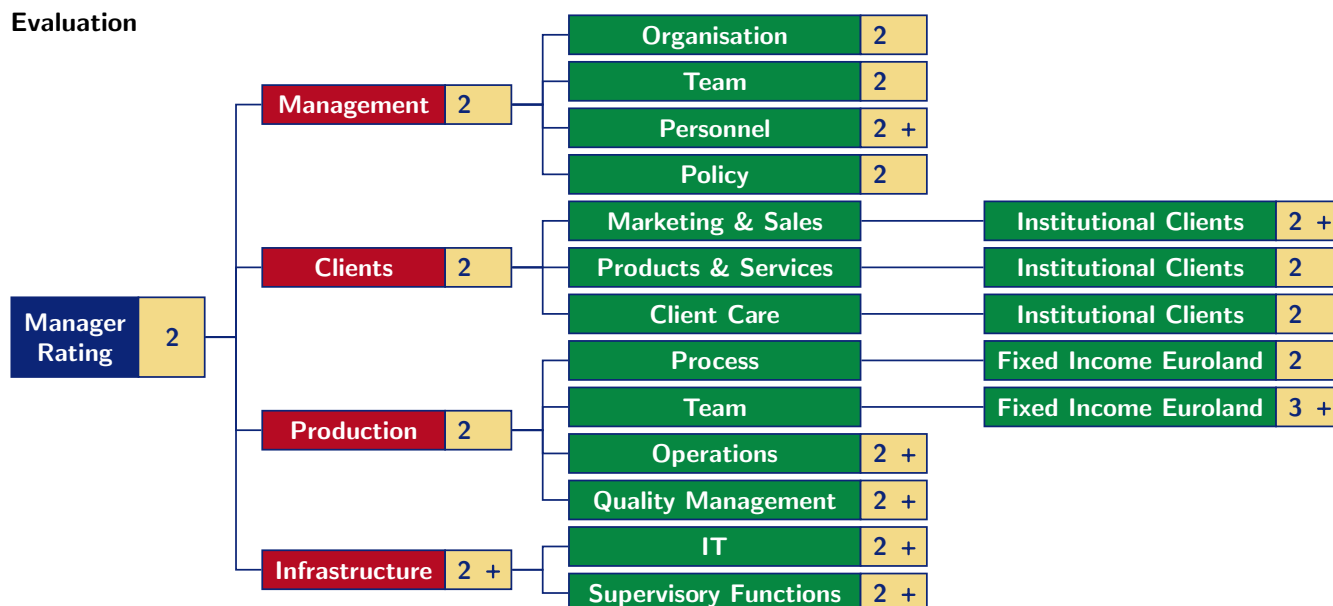 Evaluation
Organisation 2
Team 2
Management 2
Personnel 2 +
Policy 2
Marketing & Sales Institutional Clients 2 +
Clients 2
Products & Services Institutional Clients 2
Client Care Institutional Clients 2
Manager
Rating
2
Process Fixed Income Euroland 2
Team Fixed Income Euroland 3 +
Production 2
Operations 2 +
Quality Management 2 +
IT 2 +
Infrastructure 2 +
Supervisory Functions 2 +